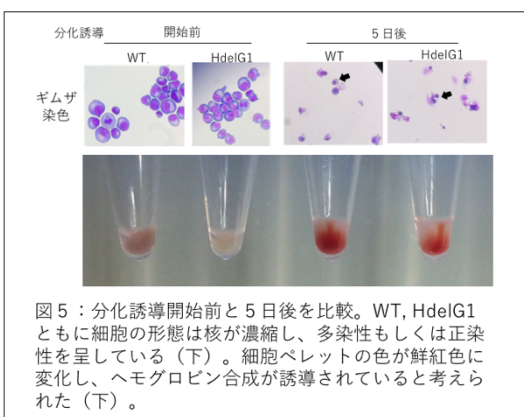 分化誘導 開始前 5日後
WT. HdelG1 WT HdelG1
ギムザ
染色
図5：分化誘導開始前と5日後を比較。WT, HdelG1
ともに細胞の形態は核が濃縮し、多染性もしくは正染
性を呈している（下）。細胞ペレットの色が鮮紅色に
変化し、ヘモグロビン合成が誘導されていると考えら
れた（下）。